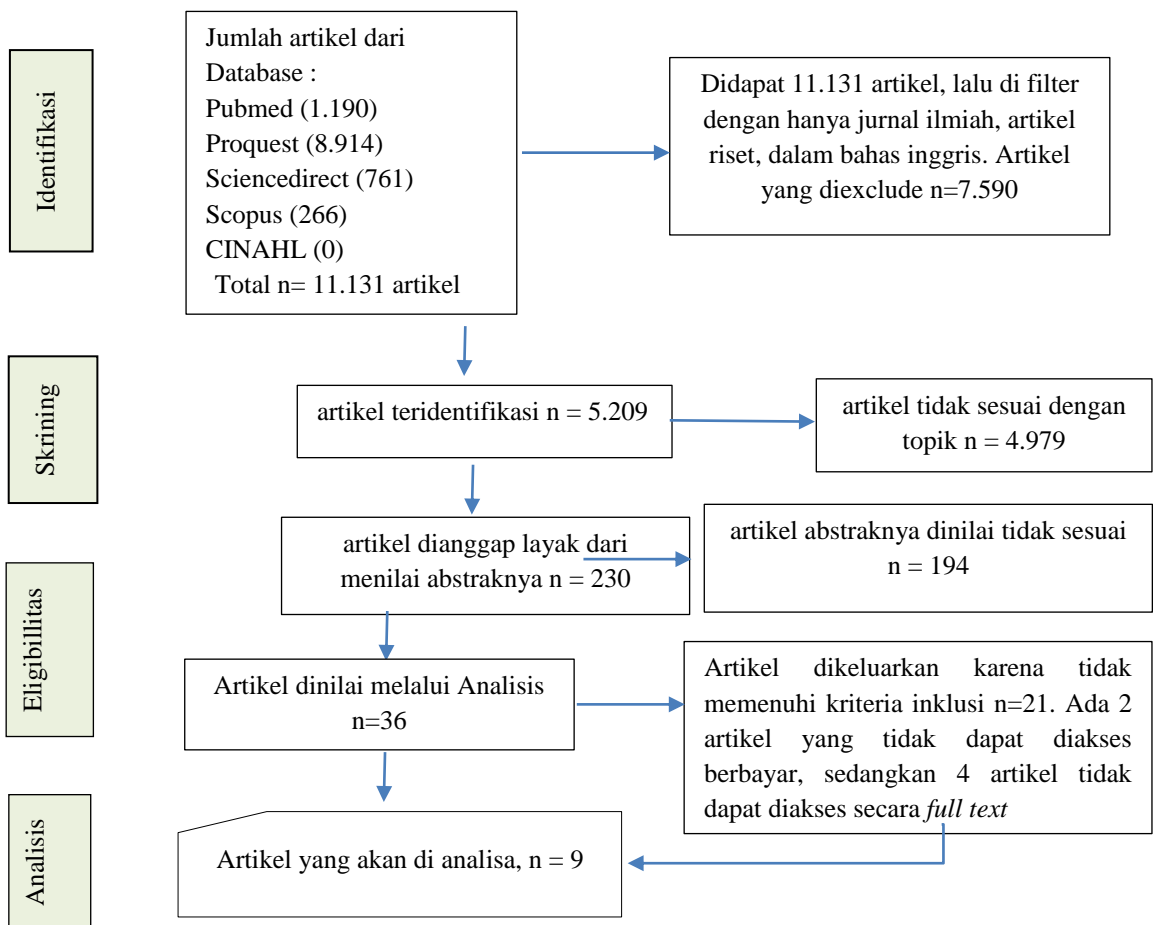 Identifikasi
Jumlah artikel dari
Database :
Pubmed (1.190)
Proquest (8.914)
Sciencedirect (761)
Scopus (266)
CINAHL (0)
Total n= 11.131 artikel
Didapat 11.131 artikel, lalu di filter
dengan hanya jurnal ilmiah, artikel
riset, dalam bahas inggris. Artikel
yang diexclude n=7.590
Skrining
artikel teridentifikasi n = 5.209
artikel tidak sesuai dengan
topik n = 4.979
artikel dianggap layak dari
menilai abstraknya n = 230
artikel abstraknya dinilai tidak sesuai
n = 194
Eligibillitas
Artikel dinilai melalui Analisis
n=36
Artikel dikeluarkan karena tidak
memenuhi kriteria inklusi n=21. Ada 2
artikel yang tidak dapat diakses
berbayar, sedangkan 4 artikel tidak
dapat diakses secara full text
Analisis
Artikel yang akan di analisa, n = 9